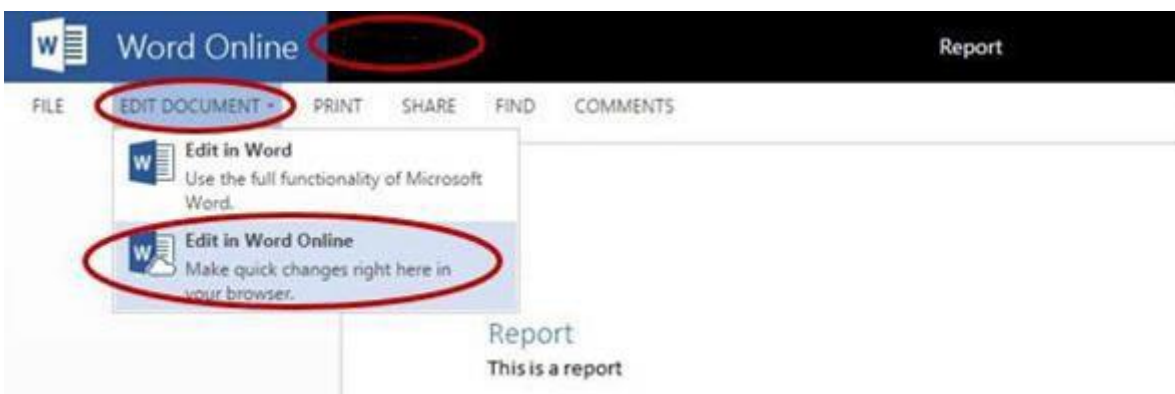 W Word Online Report
FILE EDIT DOCUMENT PRINT SHARE FIND COMMENTS
W Edit in Word
Use the full functionality of Microsoft
Word.
W Edit in Word Online
Make quick changes right here in
your browser.
Report
This is a report